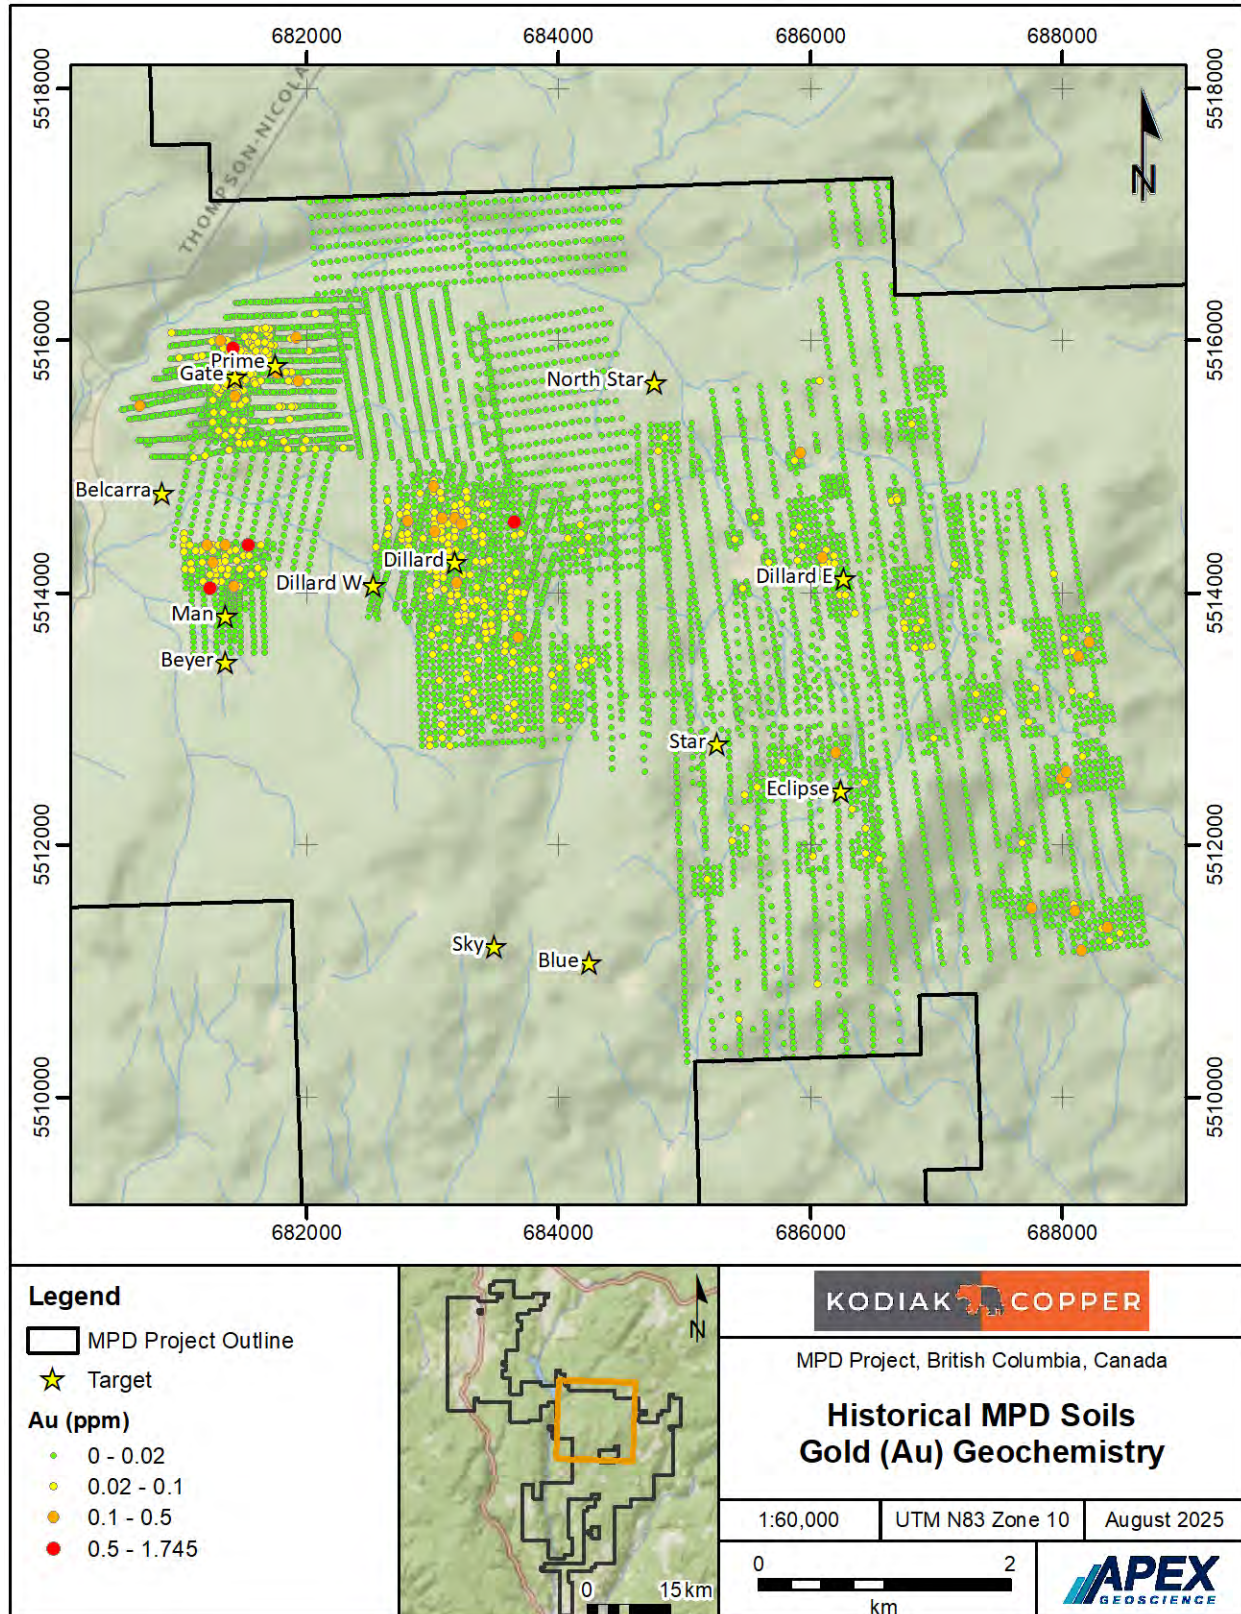 682000 684000 686000 688000
5518000 5518000
THOMPSON-NICOLA
N
5516000 5516000
Prime
Gate
North Star
Belcarra
Dillard
Dillard W
Dillard E
5514000 5514000
Man
Beyer
Star
Eclipse
5512000 5512000
Sky
Blue
5510000 5510000
682000 684000 686000 688000
Legend
MPD Project Outline
Target
Au (ppm)
0 - 0.02
0.02 - 0.1
0.1 - 0.5
0.5 - 1.745
N
0 15 km
KODIAK COPPER
MPD Project, British Columbia, Canada
Historical MPD Soils
Gold (Au) Geochemistry
1:60,000 UTM N83 Zone 10 August 2025
0 2
km
APEX
GEOSCIENCE